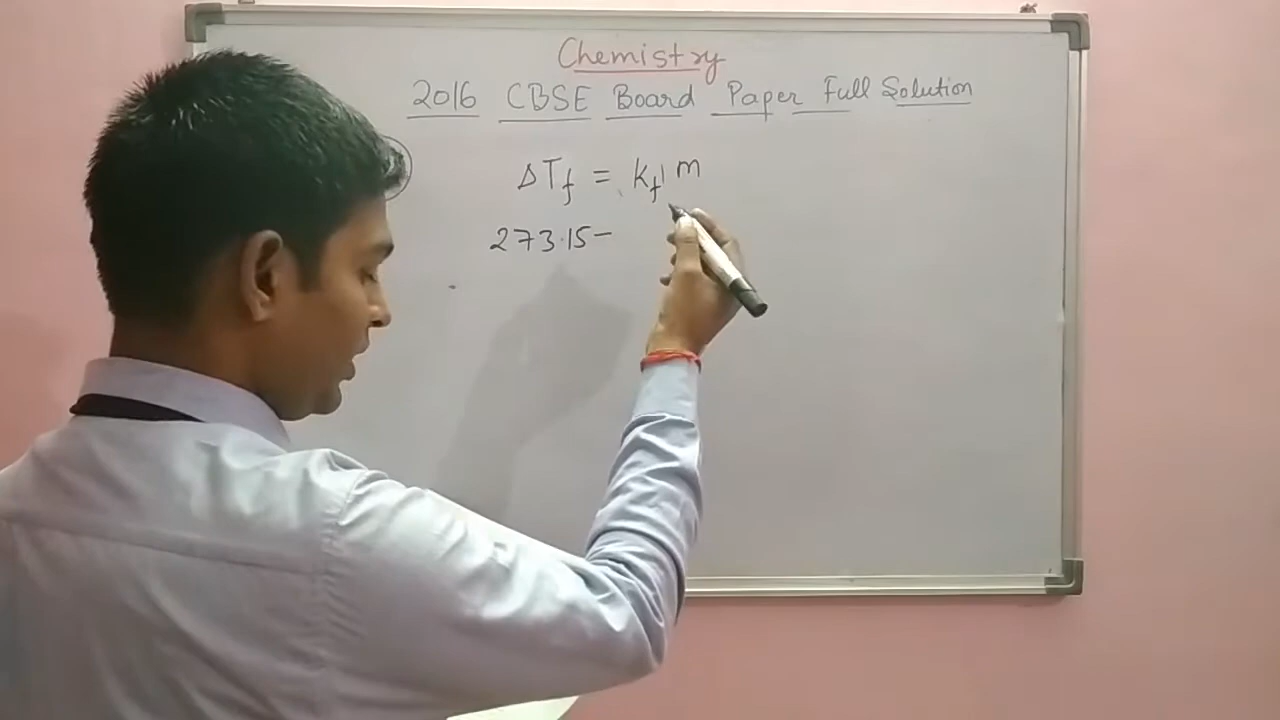 Chemistry
2016 CBSE Board Paper Full Solution
ΔTf = Kf m
273.15 −